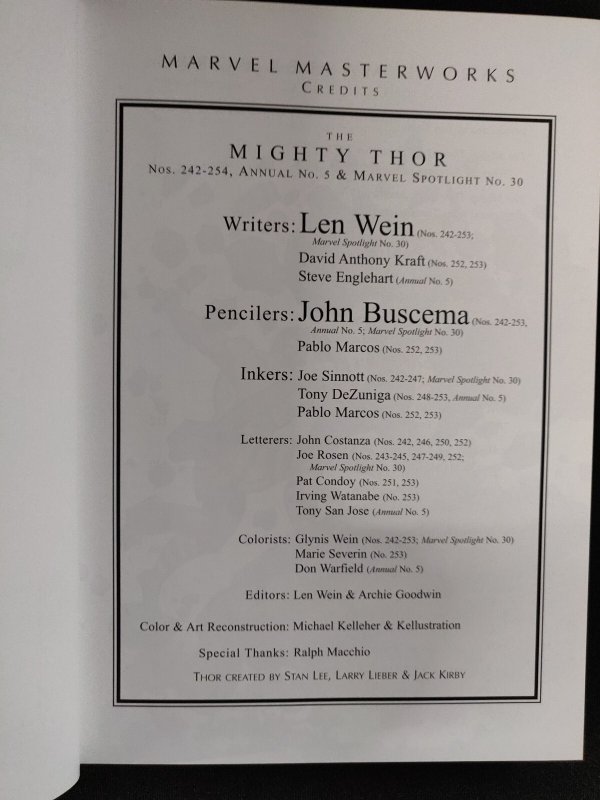 MARVEL MASTERWORKS
CREDITS
THE
MIGHTY THOR
NOS. 242-254, ANNUAL NO. 5 & MARVEL SPOTLIGHT NO. 30
Writers: Len Wein (Nos. 242-253;
Marvel Spotlight No. 30)
David Anthony Kraft (Nos. 252, 253)
Steve Englehart (Annual No. 5)
Pencilers: John Buscema (Nos. 242-253,
Annual No. 5; Marvel Spotlight No. 30)
Pablo Marcos (Nos. 252, 253)
Inkers: Joe Sinnott (Nos. 242-247; Marvel Spotlight No. 30)
Tony DeZuniga (Nos. 248-253, Annual No. 5)
Pablo Marcos (Nos. 252, 253)
Letterers: John Costanza (Nos. 242, 246, 250, 252)
Joe Rosen (Nos. 243-245, 247-249, 252;
Marvel Spotlight No. 30)
Pat Condoy (Nos. 251, 253)
Irving Watanabe (No. 253)
Tony San Jose (Annual No. 5)
Colorists: Glynis Wein (Nos. 242-253; Marvel Spotlight No. 30)
Marie Severin (No. 253)
Don Warfield (Annual No. 5)
Editors: Len Wein & Archie Goodwin
Color & Art Reconstruction: Michael Kelleher & Kellustration
Special Thanks: Ralph Macchio
THOR CREATED BY STAN LEE, LARRY LIEBER & JACK KIRBY